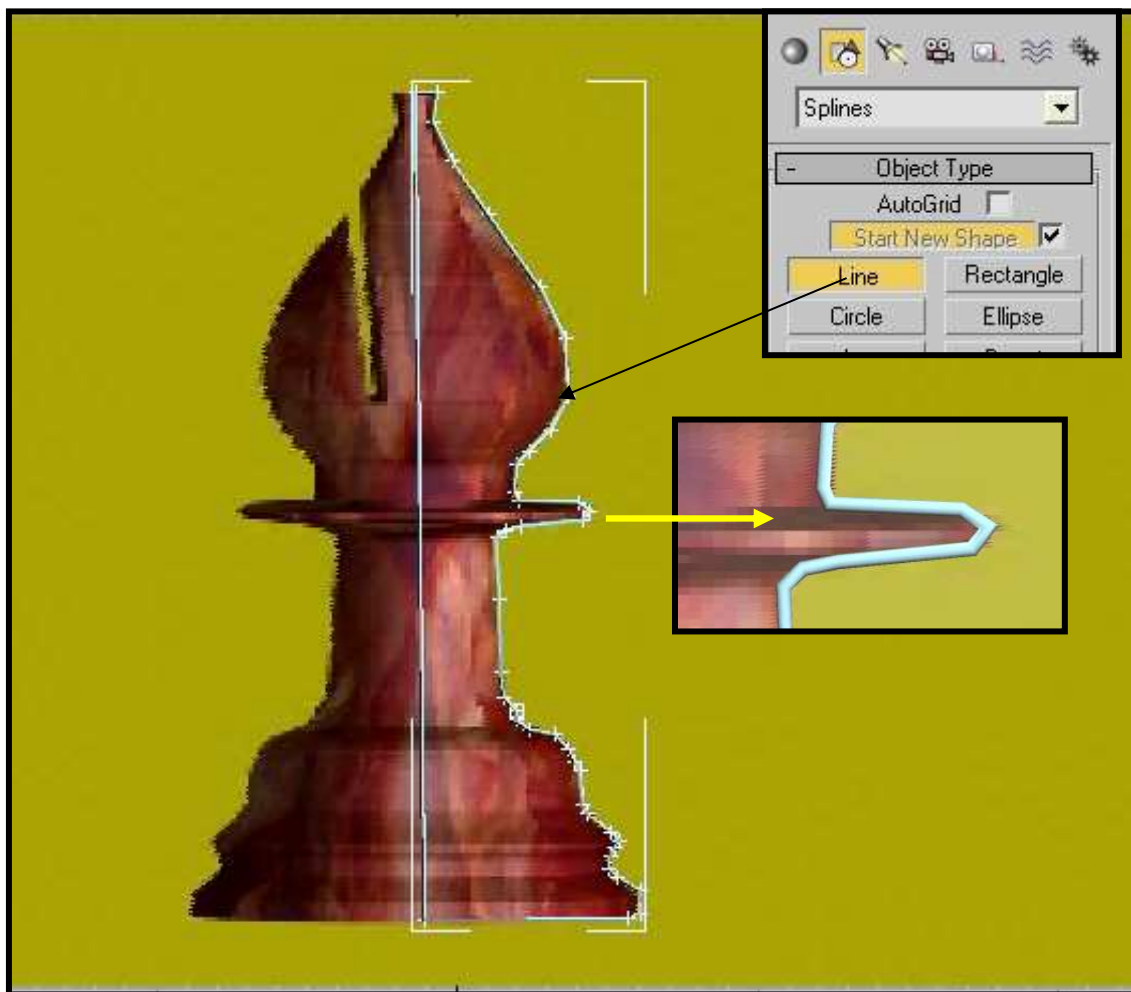 Splines
- Object Type
AutoGrid
Start New Shape
Line Rectangle
Circle Ellipse